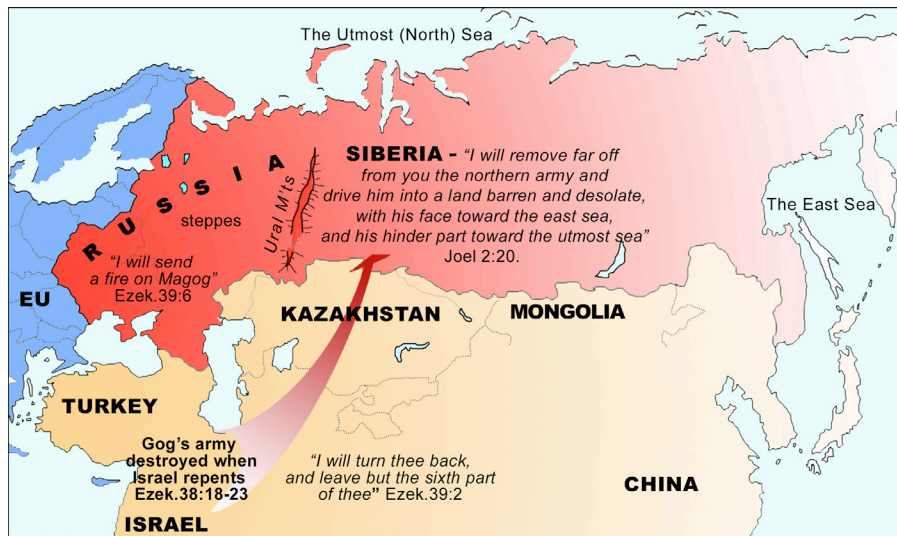 The Utmost (North) Sea
SIBERIA - "I will remove far off
from you the northern army and
drive him into a land barren and desolate,
with his face toward the east sea,
and his hinder part toward the utmost sea"
Joel 2:20.
RUSSIA
steppes
Ural M'ts
The East Sea
"I will send
a fire on Magog"
Ezek.39:6
EU
KAZAKHSTAN
MONGOLIA
TURKEY
Gog's army
destroyed when
Israel repents
Ezek.38:18-23
"I will turn thee back,
and leave but the sixth part
of thee" Ezek.39:2
CHINA
ISRAEL